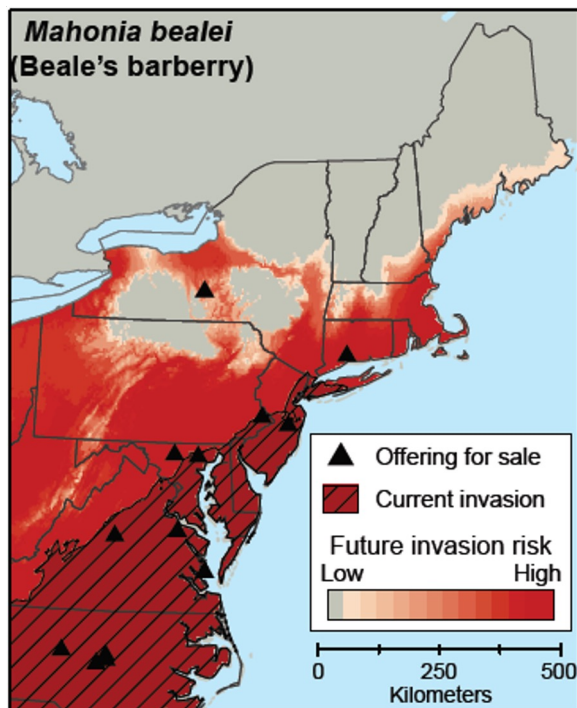 Mahonia bealei
(Beale's barberry)
Offering for sale
Current invasion
Future invasion risk
Low High
0 250 500
Kilometers